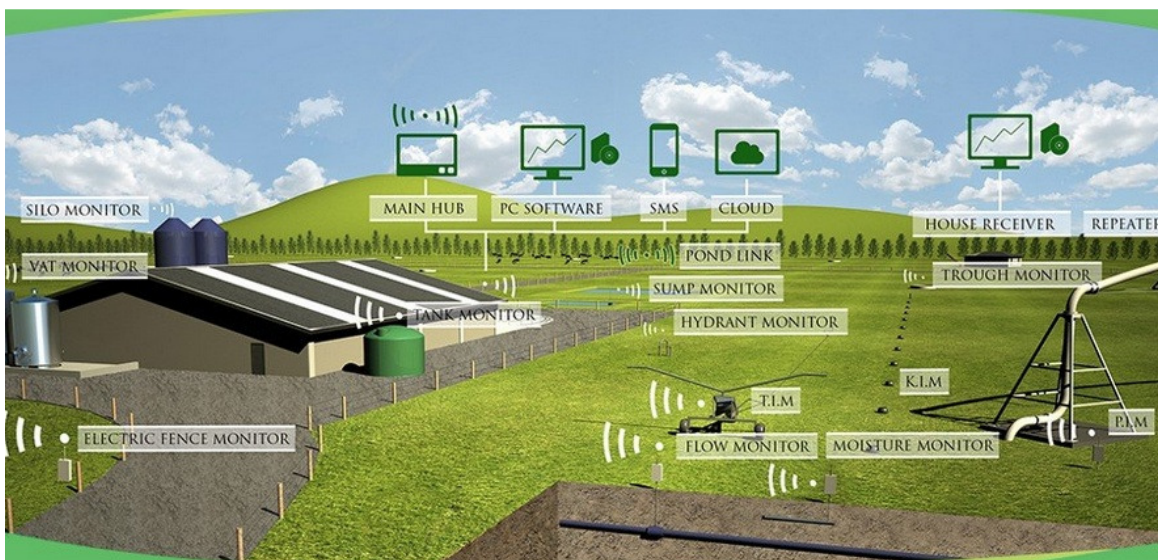 MAIN HUB
PC SOFTWARE
SMS
CLOUD
SILO MONITOR
HOUSE RECEIVER
REPEATER
VAT MONITOR
POND LINK
TROUGH MONITOR
SUMP MONITOR
TANK MONITOR
HYDRANT MONITOR
K.I.M
T.I.M
P.I.M
ELECTRIC FENCE MONITOR
FLOW MONITOR
MOISTURE MONITOR